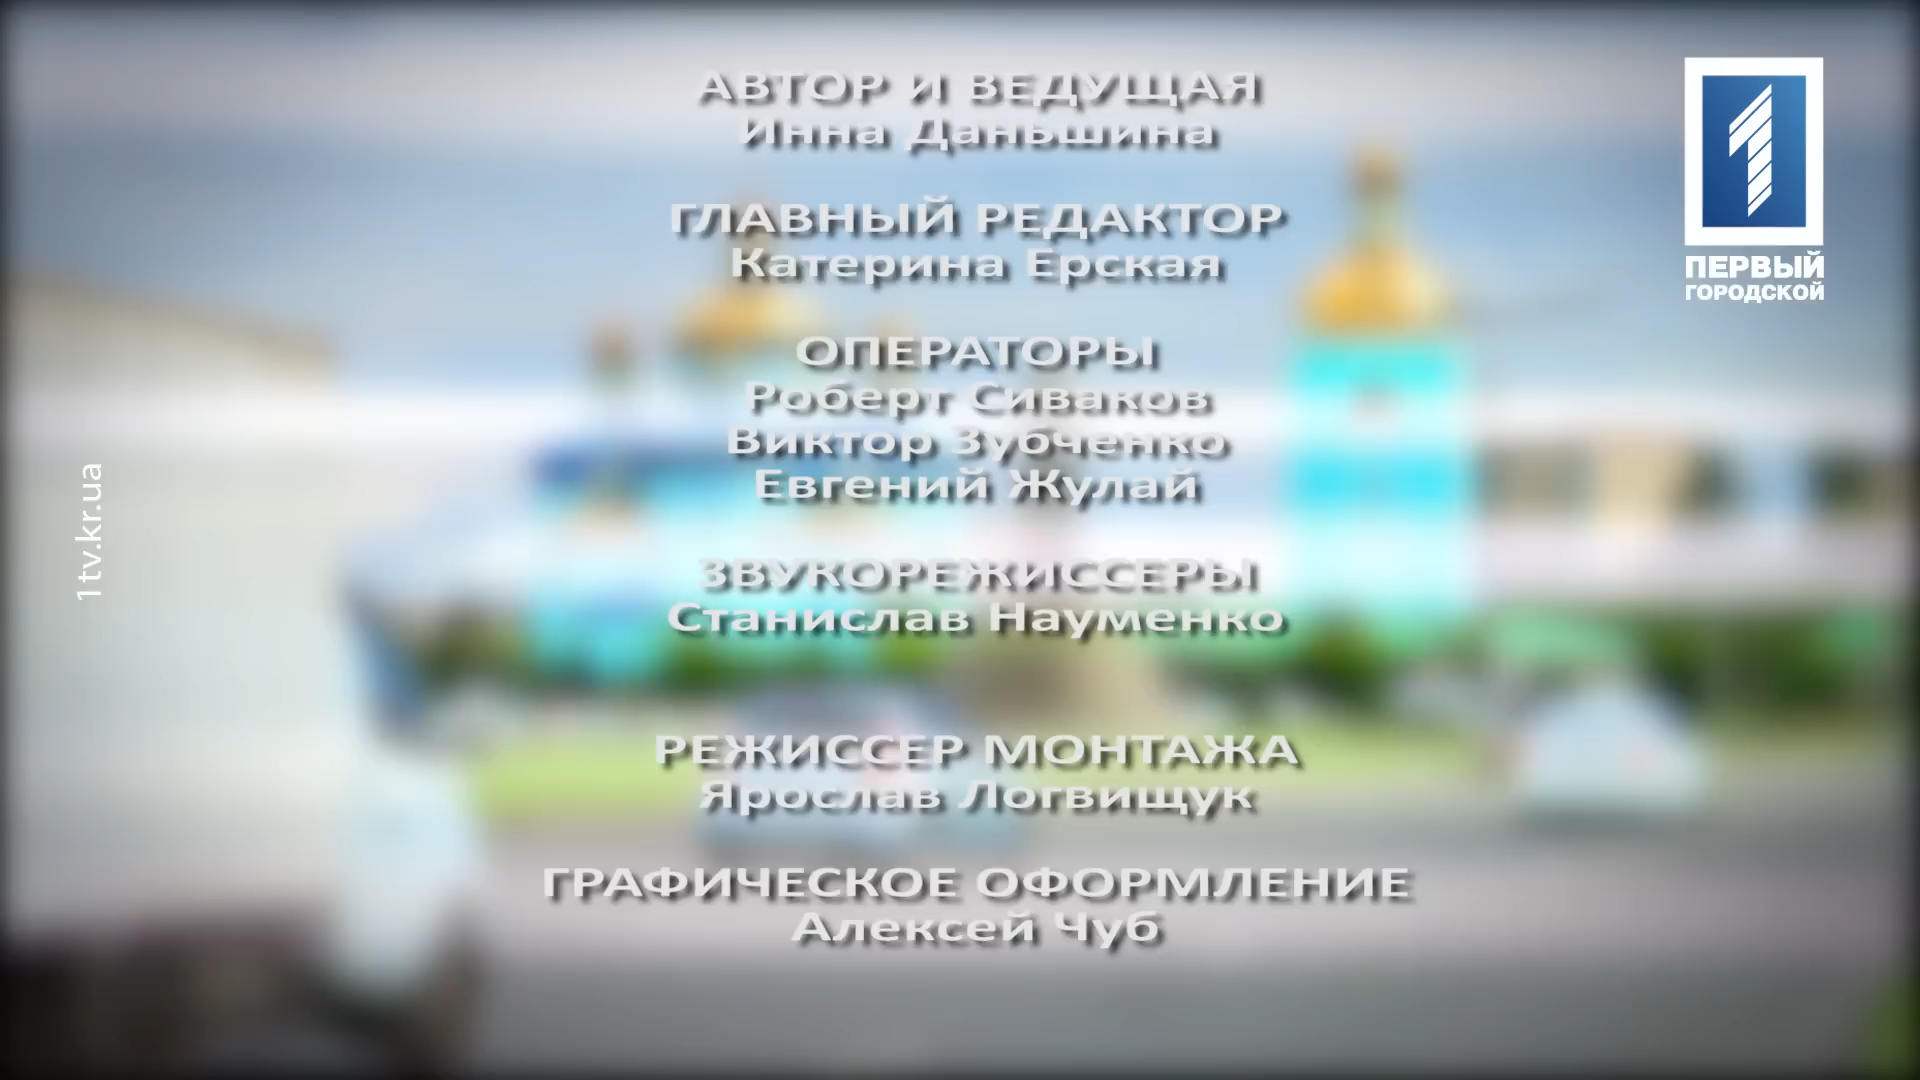 АВТОР И ВЕДУЩАЯ
Инна Даньшина
ГЛАВНЫЙ РЕДАКТОР
Катерина Ерская
ОПЕРАТОРЫ
Роберт Сиваков
Виктор Зубченко
Евгений Жулай
ЗВУКОРЕЖИССЕРЫ
Станислав Науменко
РЕЖИССЕР МОНТАЖА
Ярослав Логвищук
ГРАФИЧЕСКОЕ ОФОРМЛЕНИЕ
Алексей Чуб
1
ПЕРВЫЙ
ГОРОДСКОЙ
1tv.kr.ua